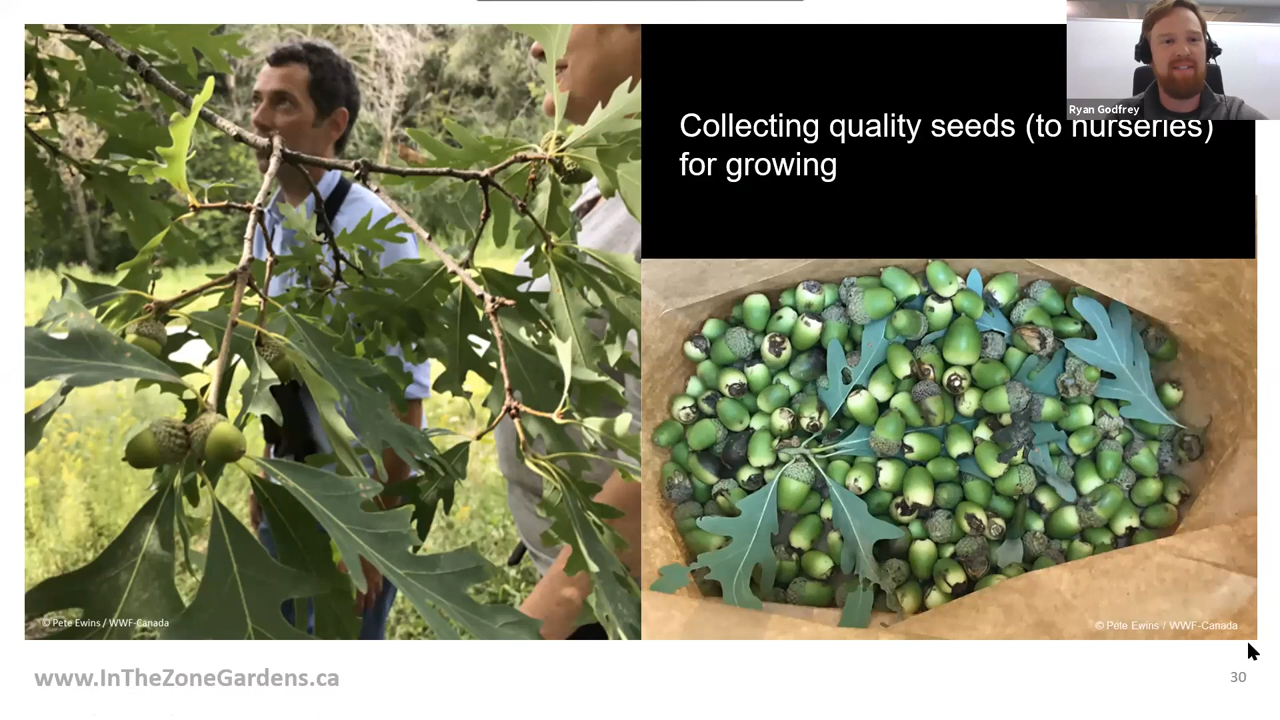 Ryan Godfrey
Collecting quality seeds (to nurseries)
for growing
© Pete Ewins / WWF-Canada
© Pete Ewins / WWF-Canada
www.InTheZoneGardens.ca
30